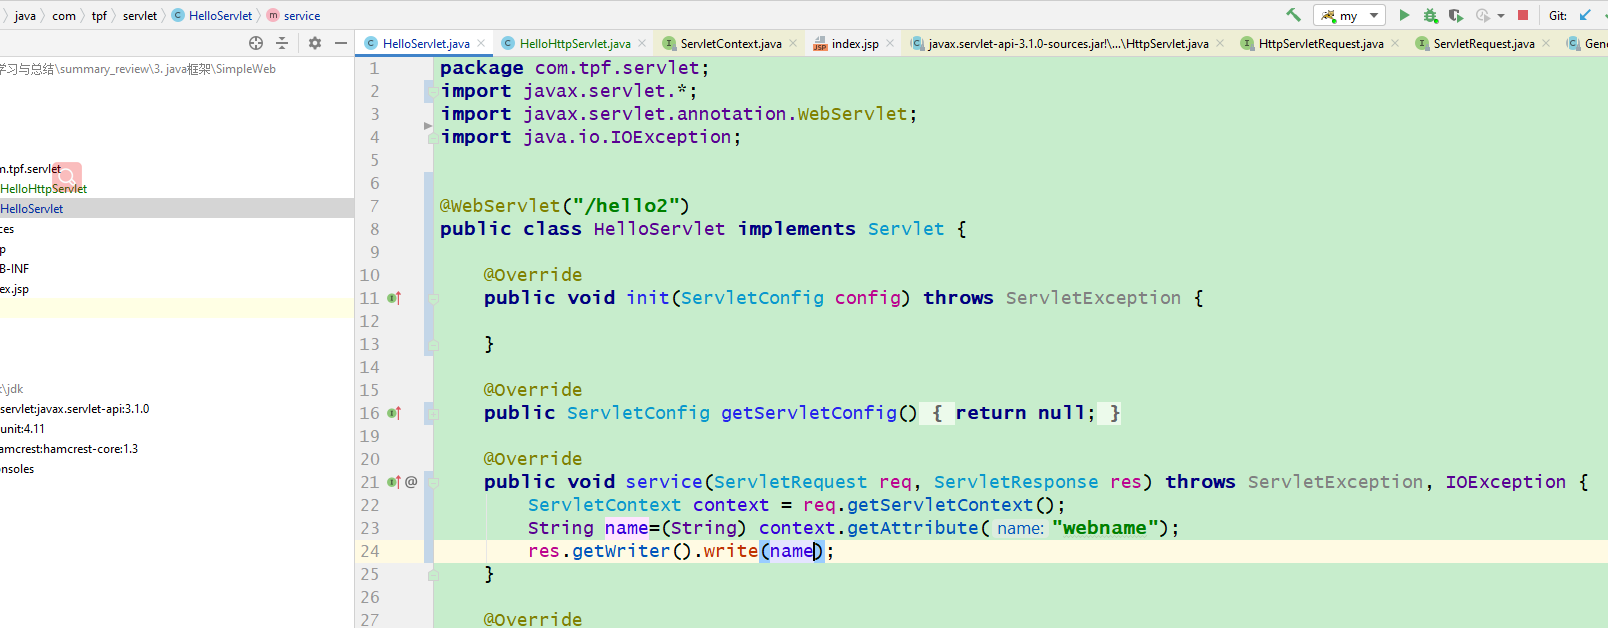 java com tpf servlet HelloServlet service my Git:
HelloServlet.java HelloHttpServlet.java ServletContext.java index.jsp javax.servlet-api-3.1.0-sources.jar!\...\HttpServlet.java HttpServletRequest.java ServletRequest.java Gene
学习与总结\summary_review\3. java框架\SimpleWeb
m.tpf.servlet
HelloHttpServlet
HelloServlet
ces
p
B-INF
ex.jsp
:\jdk
servlet:javax.servlet-api:3.1.0
unit:4.11
amcrest:hamcrest-core:1.3
onsoles
1 package com.tpf.servlet;
2 import javax.servlet.*;
3 import javax.servlet.annotation.WebServlet;
4 import java.io.IOException;
5
6
7 @WebServlet("/hello2")
8 public class HelloServlet implements Servlet {
9
10 @Override
11 public void init(ServletConfig config) throws ServletException {
12
13 }
14
15 @Override
16 public ServletConfig getServletConfig() { return null; }
19
20 @Override
21 @ public void service(ServletRequest req, ServletResponse res) throws ServletException, IOException {
22 ServletContext context = req.getServletContext();
23 String name=(String) context.getAttribute( name: "webname");
24 res.getWriter().write(name);
25 }
26
27 @Override